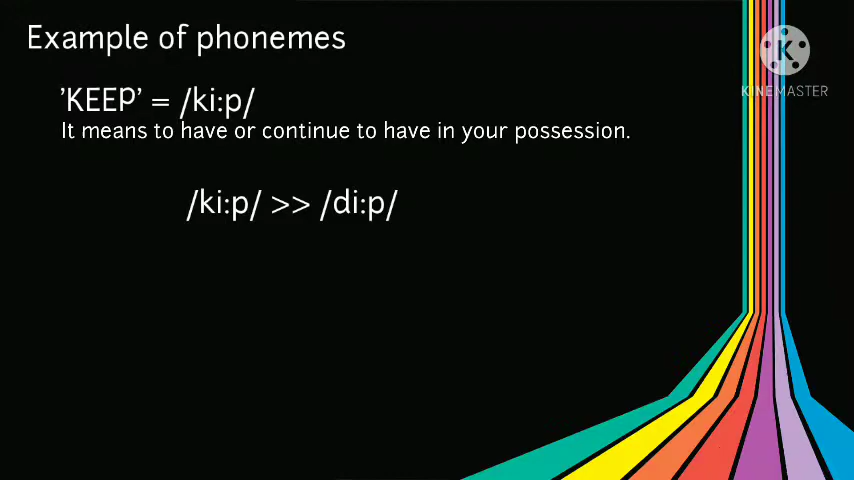 Example of phonemes
'KEEP' = /ki:p/
It means to have or continue to have in your possession.
/ki:p/ >> /di:p/
K
KINEMASTER